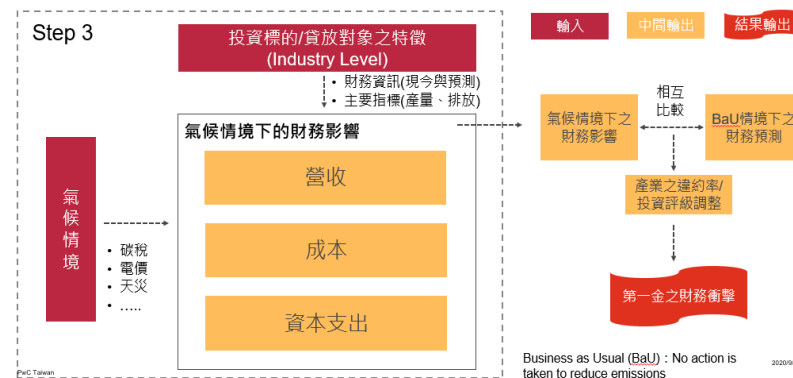 Step 3
投資標的/貸放對象之特徵
(Industry Level)
• 財務資訊(現今與預測)
• 主要指標(產量、排放)
氣候情境下的財務影響
營收
成本
資本支出
氣候情境
• 碳稅
• 電價
• 天災
• …..
PwC Taiwan
輸入
中間輸出
結果輸出
氣候情境下之
財務影響
相互
比較
BaU情境下之
財務預測
產業之違約率/
投資評級調整
第一金之財務衝擊
Business as Usual (BaU)：No action is
taken to reduce emissions